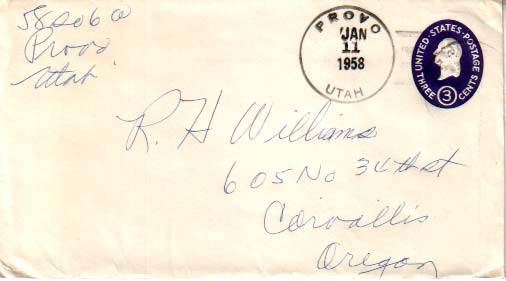 Provo
Utah
PROVO
JAN
11
1958
UTAH
UNITED·STATES·POSTAGE
THREE 3 CENTS
R. H Williams
605 No 34th st
Corvallis
Oregon